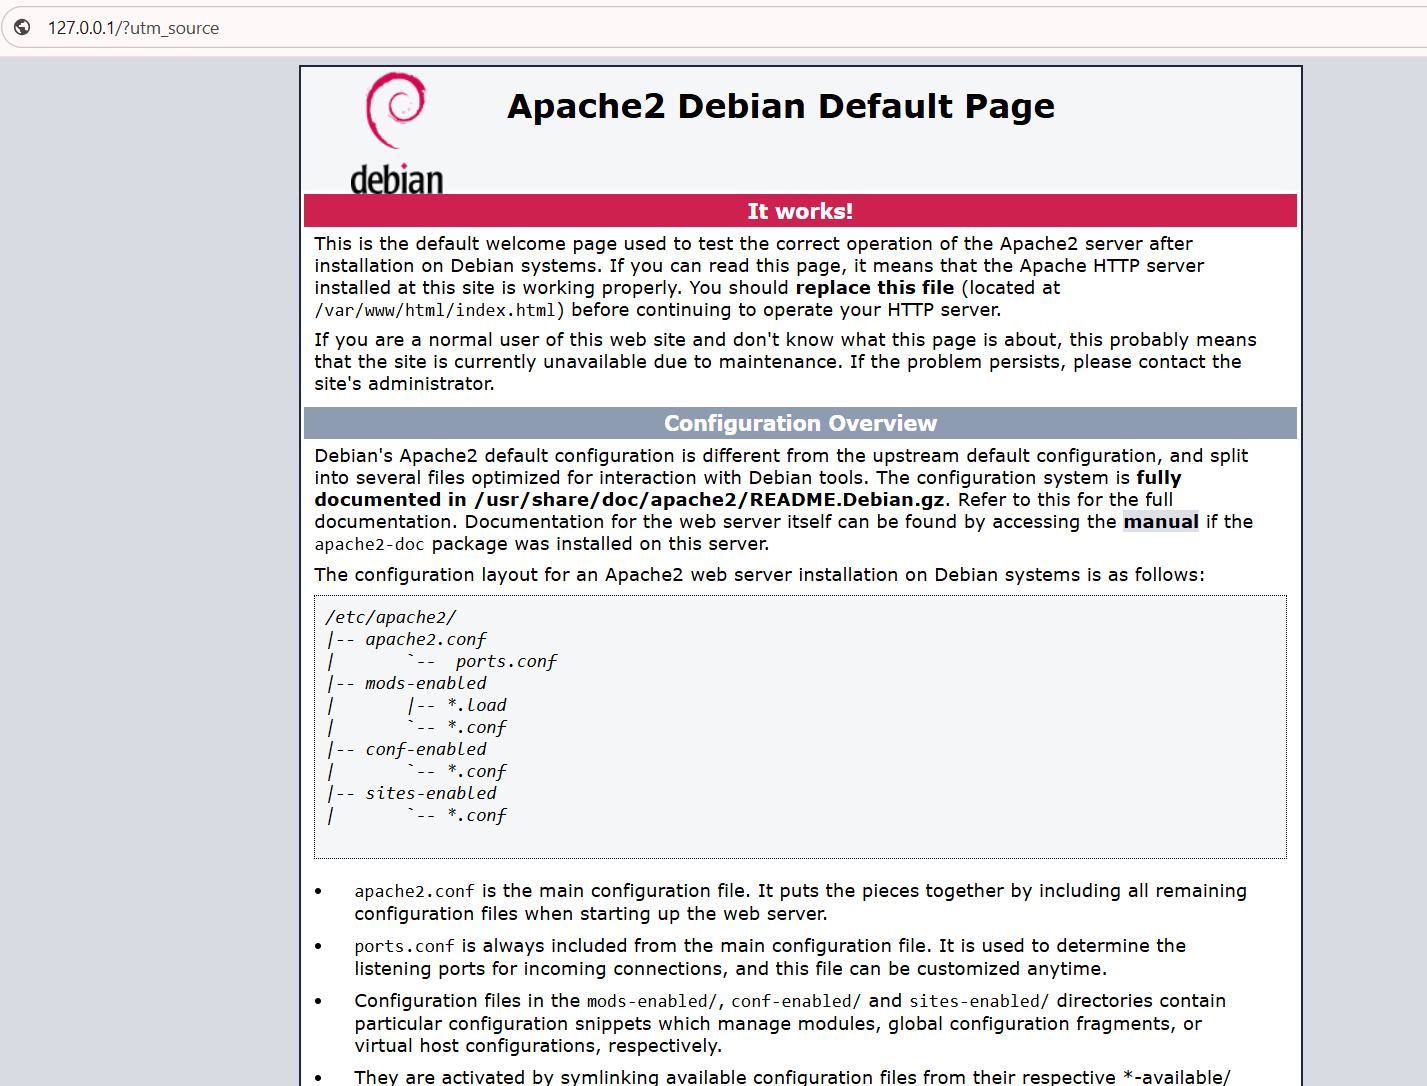 127.0.0.1/?utm_source
Apache2 Debian Default Page
debian
It works!
This is the default welcome page used to test the correct operation of the Apache2 server after
installation on Debian systems. If you can read this page, it means that the Apache HTTP server
installed at this site is working properly. You should replace this file (located at
/var/www/html/index.html) before continuing to operate your HTTP server.
If you are a normal user of this web site and don't know what this page is about, this probably means
that the site is currently unavailable due to maintenance. If the problem persists, please contact the
site's administrator.
Configuration Overview
Debian's Apache2 default configuration is different from the upstream default configuration, and split
into several files optimized for interaction with Debian tools. The configuration system is fully
documented in /usr/share/doc/apache2/README.Debian.gz. Refer to this for the full
documentation. Documentation for the web server itself can be found by accessing the manual if the
apache2-doc package was installed on this server.
The configuration layout for an Apache2 web server installation on Debian systems is as follows:
/etc/apache2/
|-- apache2.conf
|       `--  ports.conf
|-- mods-enabled
|       |-- *.load
|       `-- *.conf
|-- conf-enabled
|       `-- *.conf
|-- sites-enabled
|       `-- *.conf
• apache2.conf is the main configuration file. It puts the pieces together by including all remaining
configuration files when starting up the web server.
• ports.conf is always included from the main configuration file. It is used to determine the
listening ports for incoming connections, and this file can be customized anytime.
• Configuration files in the mods-enabled/, conf-enabled/ and sites-enabled/ directories contain
particular configuration snippets which manage modules, global configuration fragments, or
virtual host configurations, respectively.
• They are activated by symlinking available configuration files from their respective *-available/